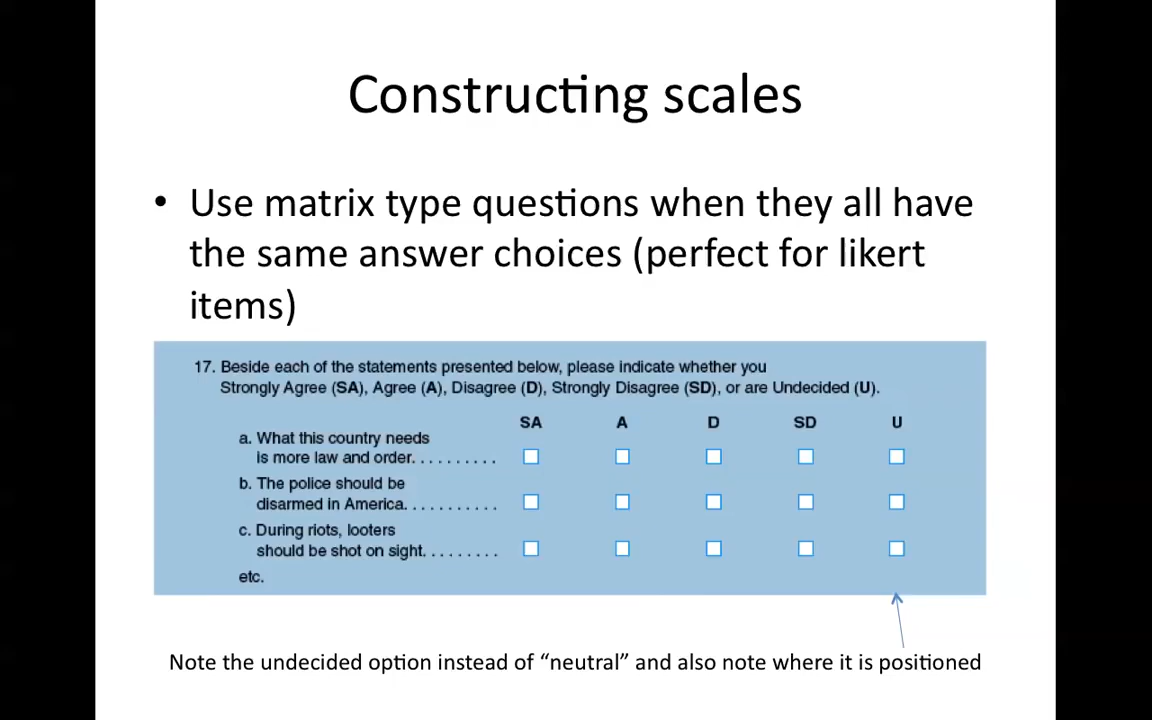 Constructing scales
• Use matrix type questions when they all have
the same answer choices (perfect for likert
items)
17. Beside each of the statements presented below, please indicate whether you
Strongly Agree (SA), Agree (A), Disagree (D), Strongly Disagree (SD), or are Undecided (U).
SA A D SD U
a. What this country needs
is more law and order. . . . . . . . . .
b. The police should be
disarmed in America. . . . . . . . . . .
c. During riots, looters
should be shot on sight. . . . . . . . .
etc.
Note the undecided option instead of “neutral” and also note where it is positioned